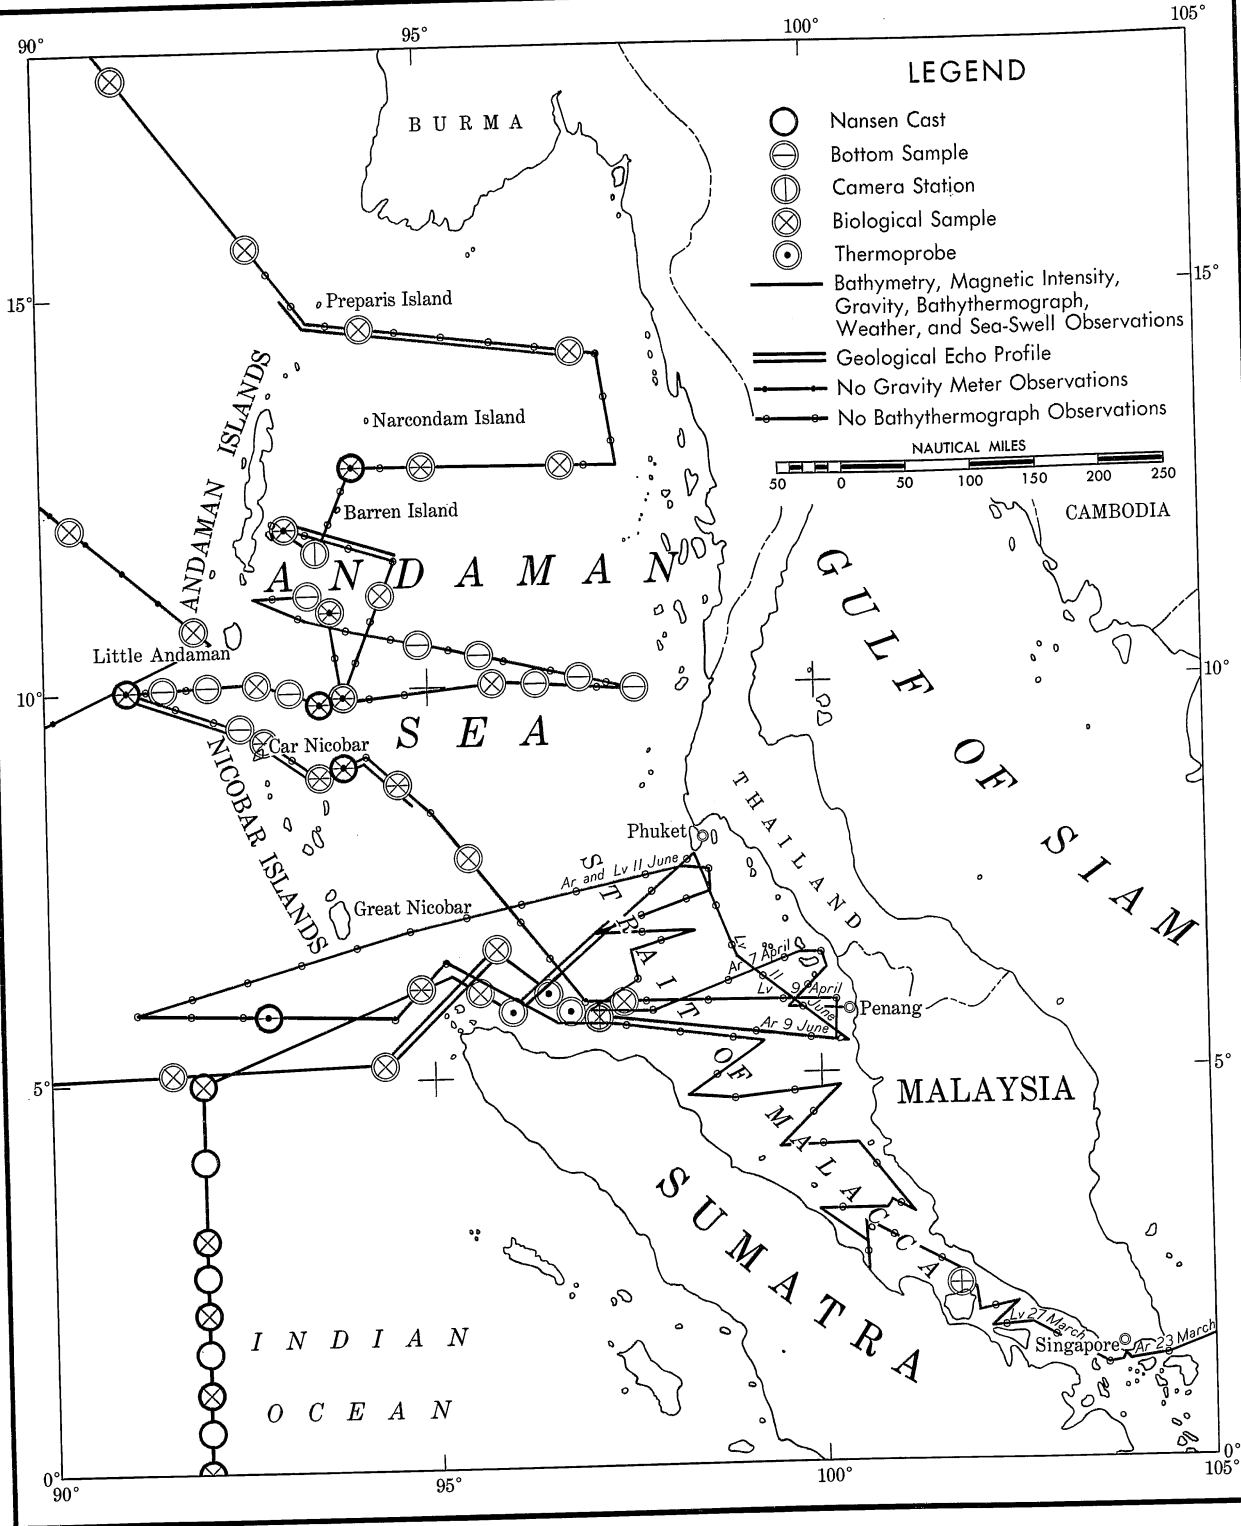 90°
95°
100°
105°
LEGEND
Nansen Cast
Bottom Sample
Camera Station
Biological Sample
Thermoprobe
Bathymetry, Magnetic Intensity,
Gravity, Bathythermograph,
Weather, and Sea-Swell Observations
Geological Echo Profile
No Gravity Meter Observations
No Bathythermograph Observations
NAUTICAL MILES
50 0 50 100 150 200 250
BURMA
15°
15°
Preparis Island
Narcondam Island
Barren Island
ANDAMAN ISLANDS
CAMBODIA
ANDAMAN
SEA
GULF OF SIAM
Little Andaman
10°
10°
Car Nicobar
NICOBAR ISLANDS
THAILAND
Phuket
Ar and Lv 11 June
STRAIT OF MALACCA
Great Nicobar
Lv 11 June
Ar 7 April
Lv 9 April
Penang
Ar 9 June
5°
5°
MALAYSIA
SUMATRA
INDIAN
OCEAN
Lv 27 March
Singapore
Ar 23 March
0°
0°
90°
95°
100°
105°